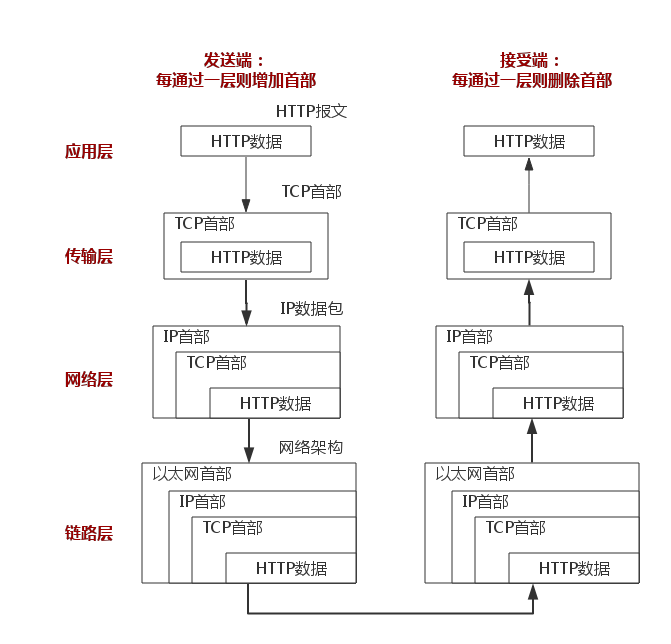 发送端：
每通过一层则增加首部
接受端：
每通过一层则删除首部
HTTP报文
应用层
HTTP数据
HTTP数据
TCP首部
传输层
TCP首部
HTTP数据
TCP首部
HTTP数据
IP数据包
网络层
IP首部
TCP首部
HTTP数据
IP首部
TCP首部
HTTP数据
网络架构
链路层
以太网首部
IP首部
TCP首部
HTTP数据
以太网首部
IP首部
TCP首部
HTTP数据